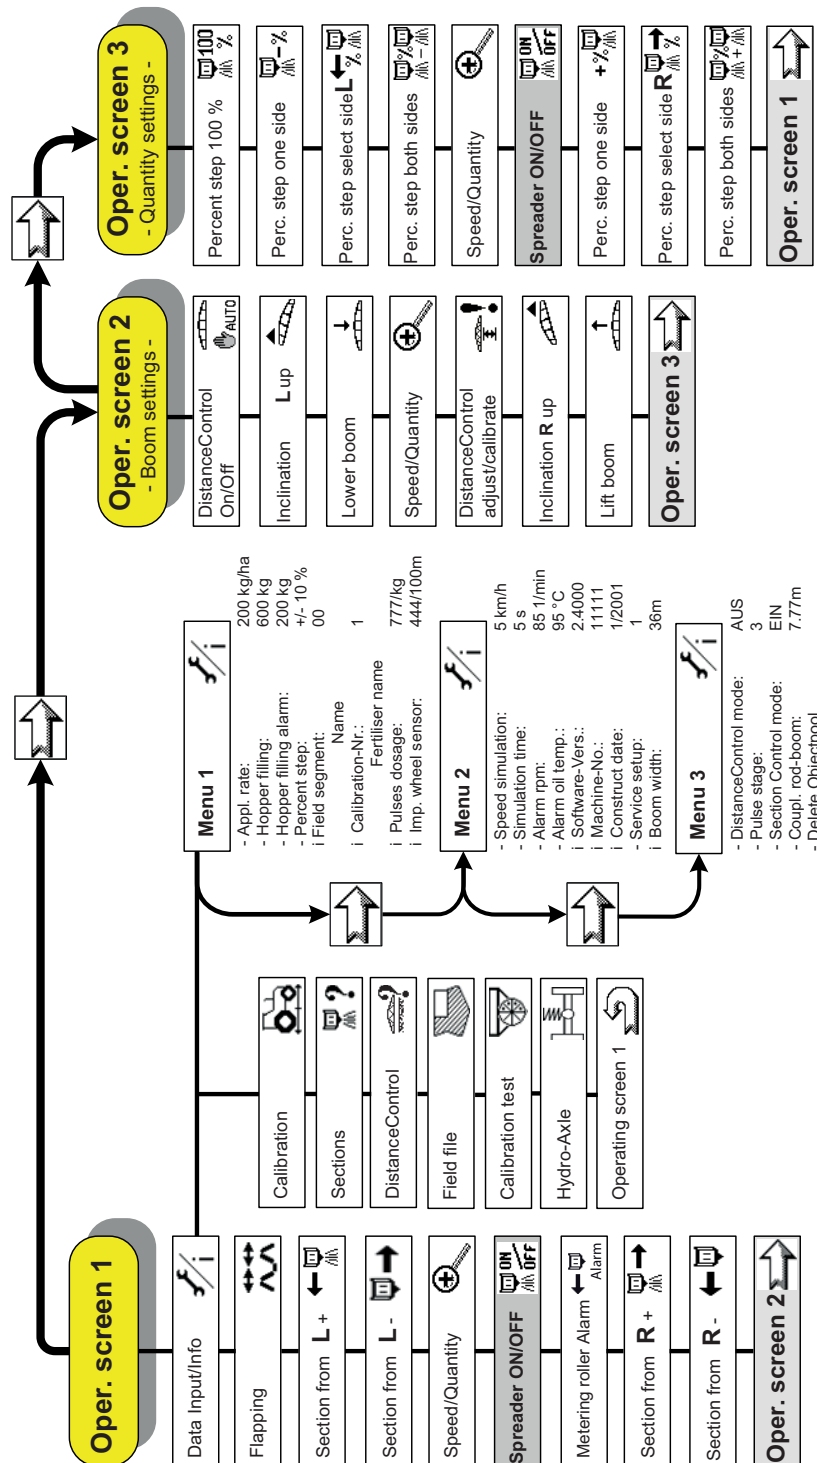 Oper. screen 1
Data Input/Info
i
Flapping
Section from L +
Section from L -
Speed/Quantity
Spreader ON/OFF
ON
OFF
Metering roller Alarm
Alarm
Section from R +
Section from R -
Oper. screen 2
Calibration
Sections
?
DistanceControl
?
Field file
Calibration test
Hydro-Axle
Operating screen 1
Menu 1
i
- Appl. rate: 200 kg/ha
- Hopper filling: 600 kg
- Hopper filling alarm: 200 kg
- Percent step: +/- 10 %
i Field segment: 00
Name
i Calibration-Nr.: 1
Fertiliser name
i Pulses dosage: 777/kg
i Imp. wheel sensor: 444/100m
Menu 2
i
- Speed simulation: 5 km/h
- Simulation time: 5 s
- Alarm rpm: 85 1/min
- Alarm oil temp.: 95 °C
i Software-Vers.: 2.4000
i Machine-No.: 11111
i Construct date: 1/2001
- Service setup: 1
i Boom width: 36m
Menu 3
i
- DistanceControl mode: AUS
- Pulse stage: 3
- Section Control mode: EIN
- Coupl. rod-boom: 7.77m
- Delete Objectpool
Oper. screen 2
- Boom settings -
DistanceControl
On/Off
AUTO
Inclination L up
Lower boom
Speed/Quantity
DistanceControl
adjust/calibrate
Inclination R up
Lift boom
Oper. screen 3
Oper. screen 3
- Quantity settings -
Percent step 100 %
100
%
Perc. step one side
-%
Perc. step select side L
%
Perc. step both sides
% -
Speed/Quantity
Spreader ON/OFF
ON
OFF
Perc. step one side
+%
Perc. step select side R
%
Perc. step both sides
% +
Oper. screen 1